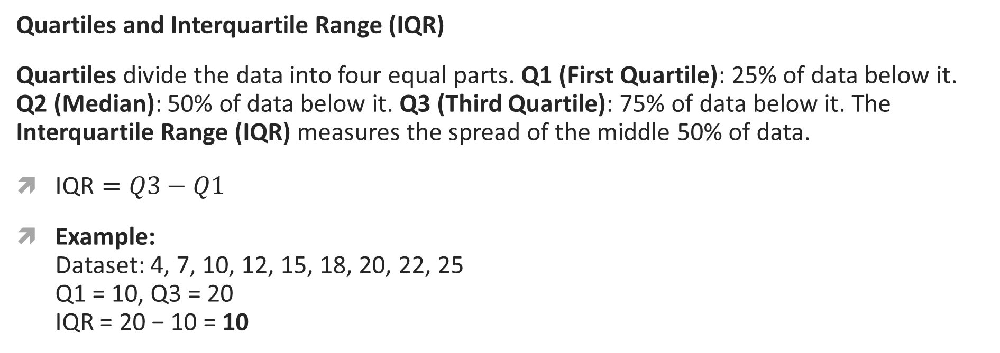 Quartiles and Interquartile Range (IQR)
Quartiles divide the data into four equal parts. Q1 (First Quartile): 25% of data below it.
Q2 (Median): 50% of data below it. Q3 (Third Quartile): 75% of data below it. The
Interquartile Range (IQR) measures the spread of the middle 50% of data.
IQR = Q3 − Q1
Example:
Dataset: 4, 7, 10, 12, 15, 18, 20, 22, 25
Q1 = 10, Q3 = 20
IQR = 20 − 10 = 10